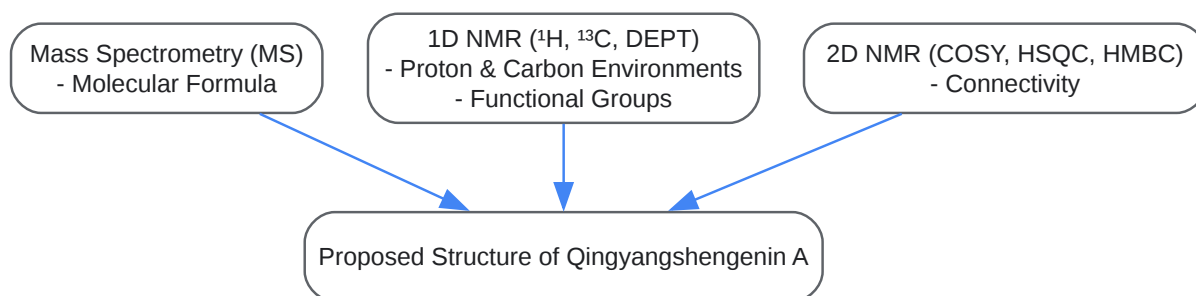 Mass Spectrometry (MS)
- Molecular Formula
1D NMR (¹H, ¹³C, DEPT)
- Proton & Carbon Environments
- Functional Groups
2D NMR (COSY, HSQC, HMBC)
- Connectivity
Proposed Structure of Qingyangshengenin A